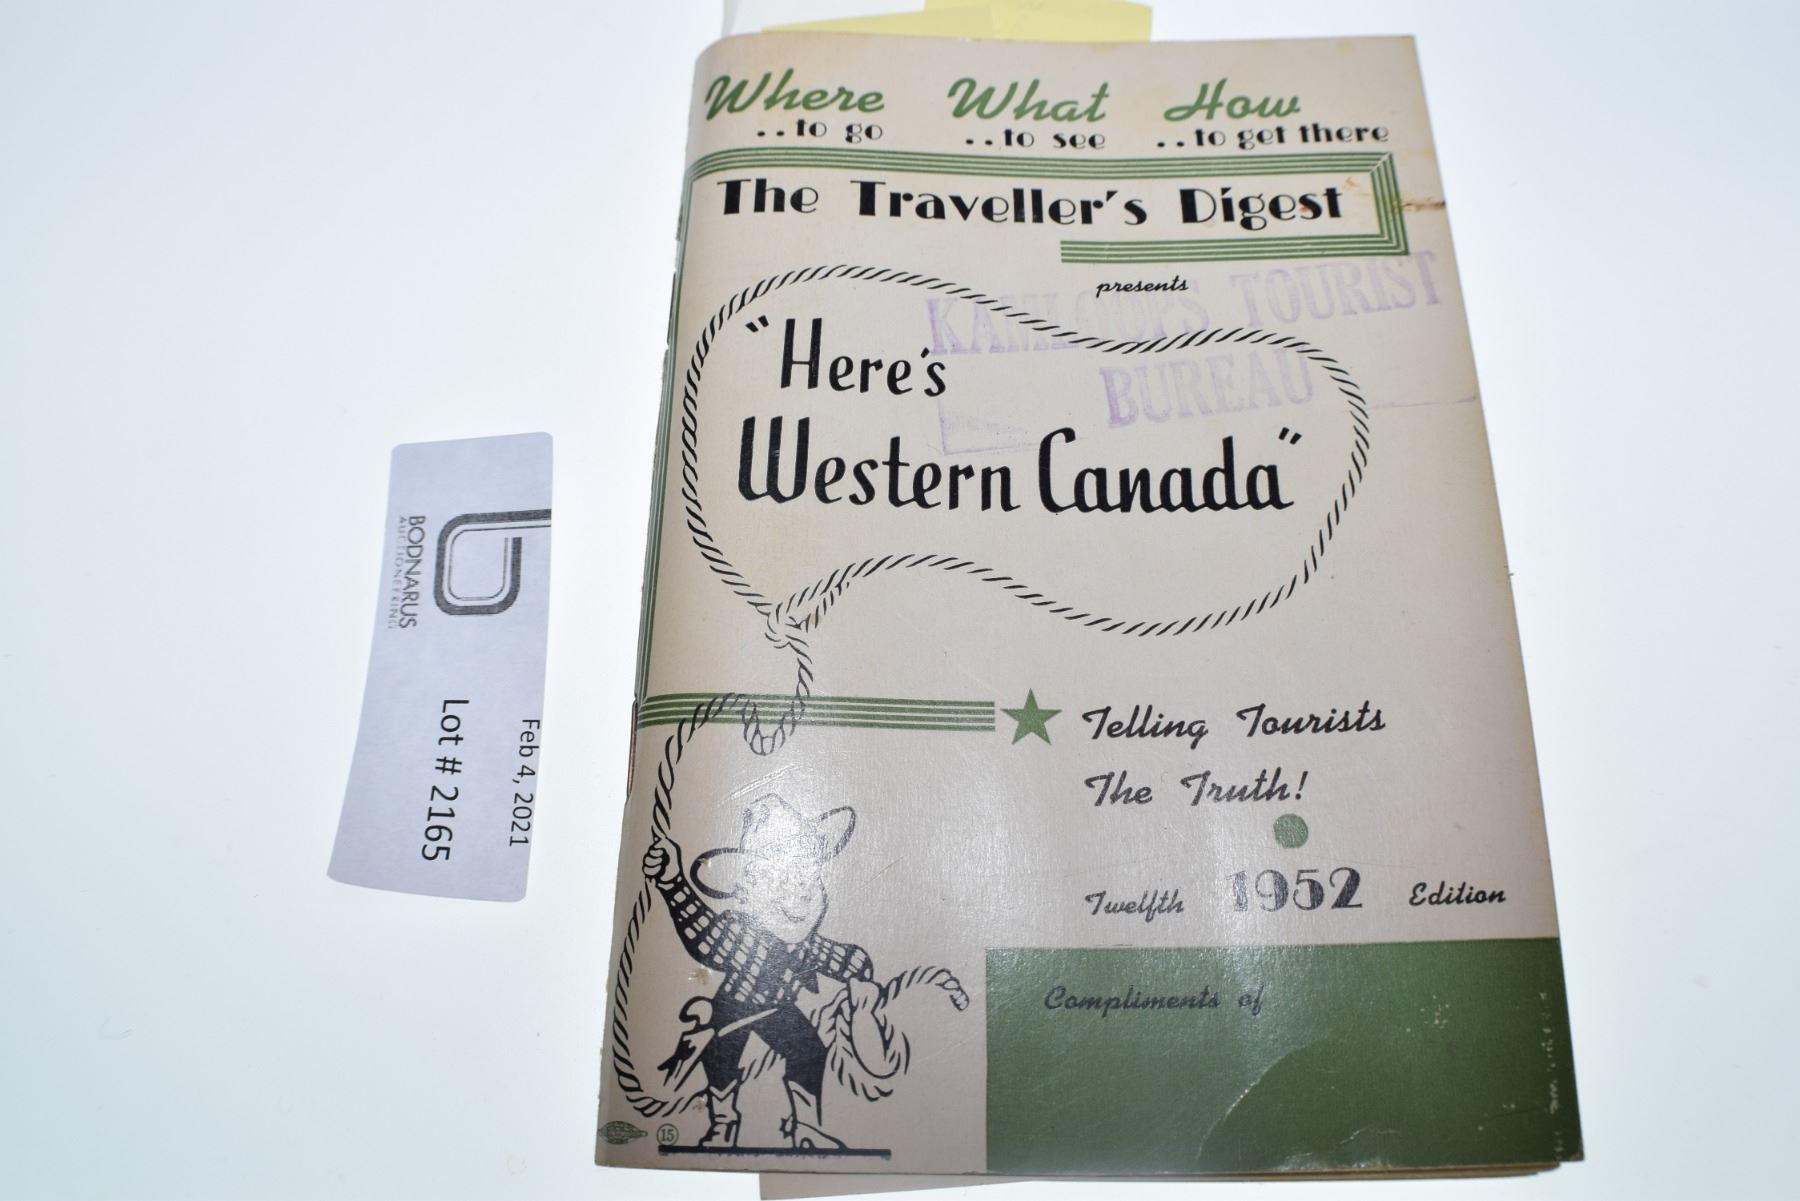 Where What How
..to go ..to see ..to get there
The Traveller's Digest
presents
KAMLOOPS TOURIST
BUREAU
"Here's
Western Canada"
Telling Tourists
The Truth!
Twelfth 1952 Edition
Compliments of
15
BODNARUS
AUCTIONEERING
Lot # 2165
Feb 4, 2021